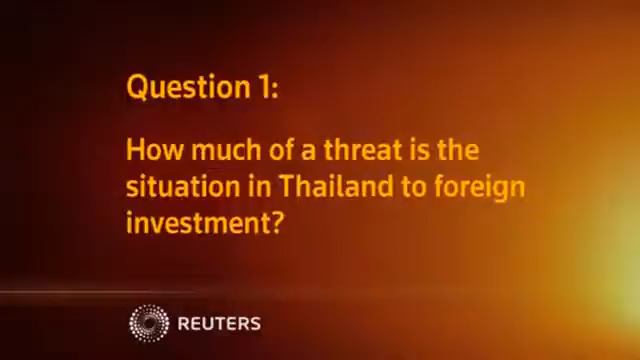 Question 1:
How much of a threat is the
situation in Thailand to foreign
investment?
REUTERS